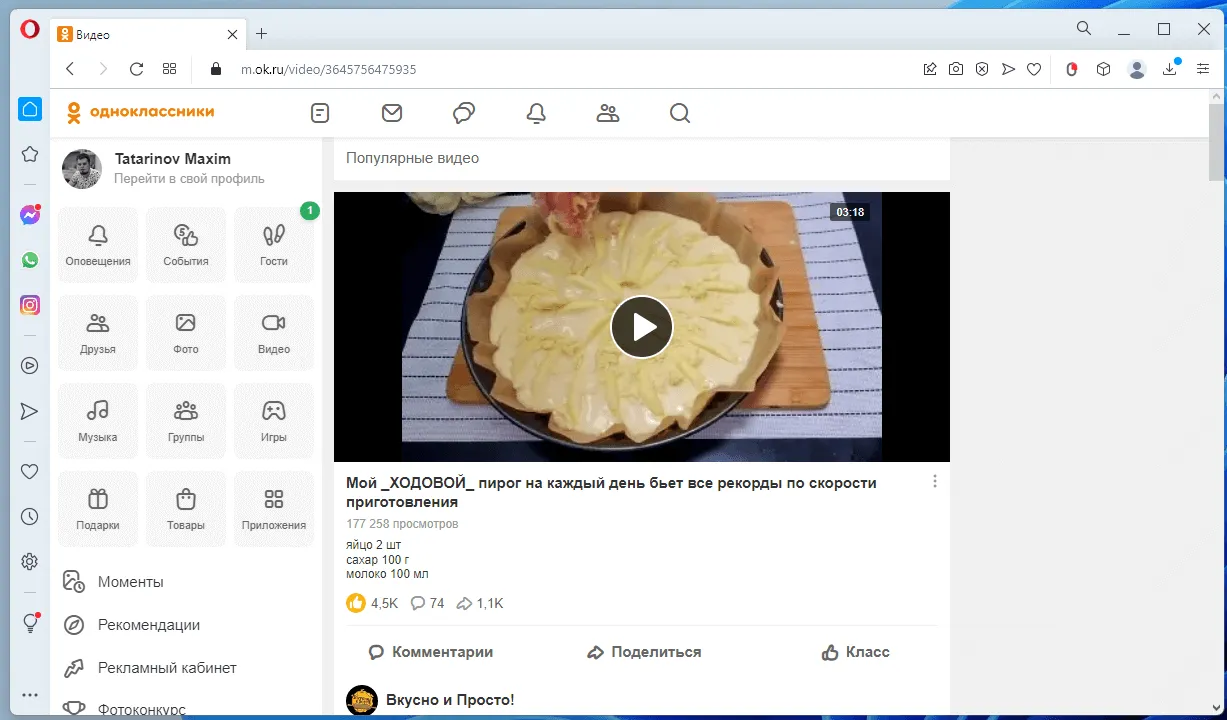 Видео
m.ok.ru/video/3645756475935
одноклассники
Tatarinov Maxim
Перейти в свой профиль
1
Оповещения
События
Гости
Друзья
Фото
Видео
Музыка
Группы
Игры
Подарки
Товары
Приложения
Моменты
Рекомендации
Рекламный кабинет
Фотоконкурс
Популярные видео
03:18
Мой _ХОДОВОЙ_ пирог на каждый день бьет все рекорды по скорости
приготовления
177 258 просмотров
яйцо 2 шт
сахар 100 г
молоко 100 мл
4,5K 74 1,1K
Комментарии Поделиться Класс
Вкусно и Просто!